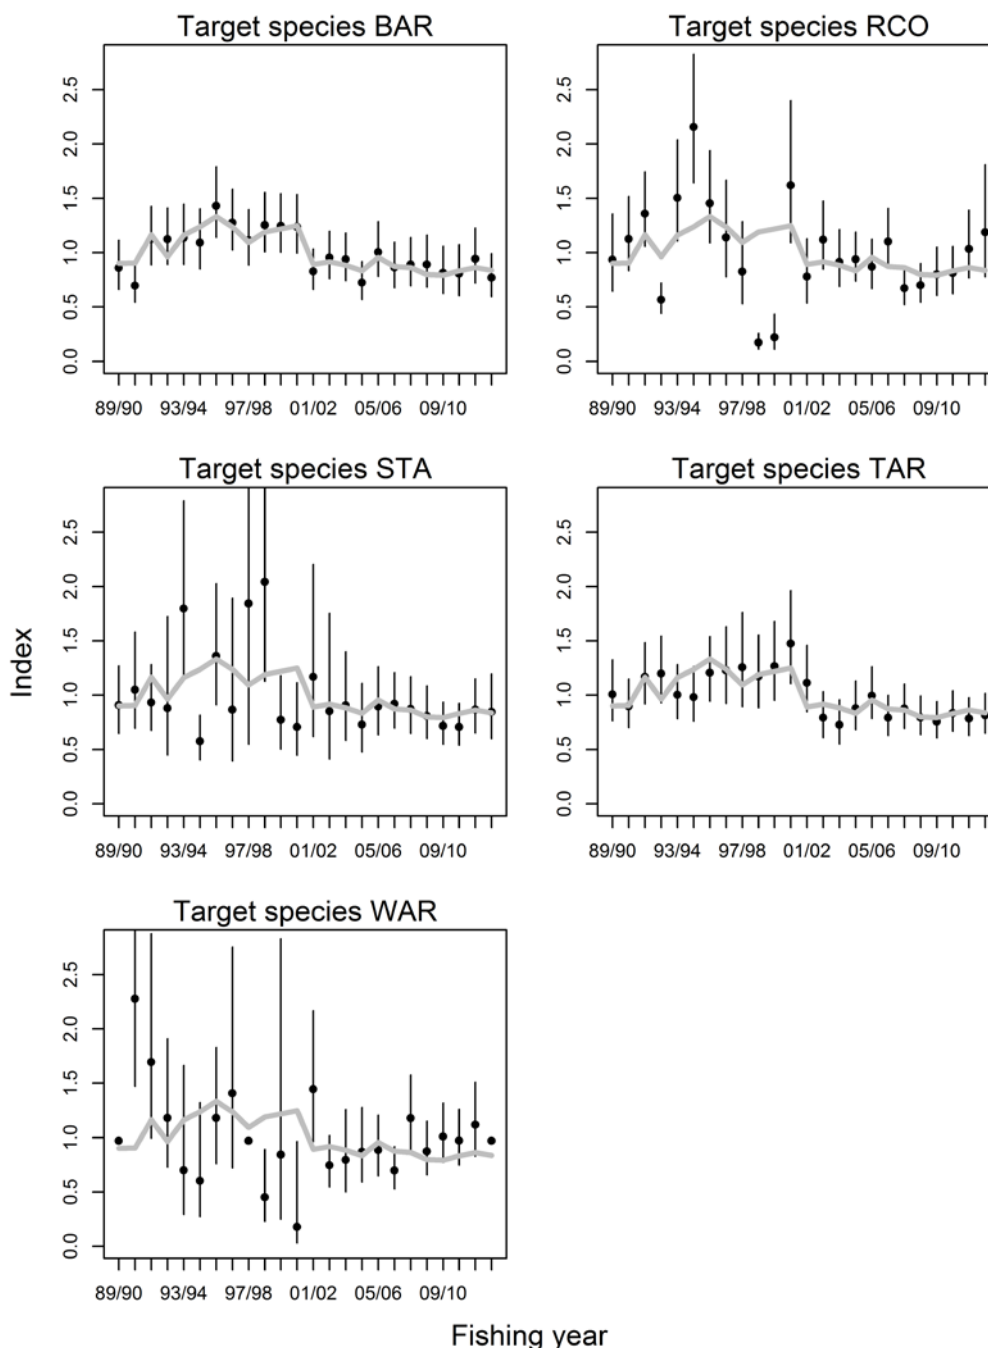 Target species BAR
Target species RCO
2.5
2.0
1.5
1.0
0.5
0.0
2.5
2.0
1.5
1.0
0.5
0.0
89/90 93/94 97/98 01/02 05/06 09/10
89/90 93/94 97/98 01/02 05/06 09/10
Target species STA
Target species TAR
2.5
2.0
1.5
1.0
0.5
0.0
2.5
2.0
1.5
1.0
0.5
0.0
Index
89/90 93/94 97/98 01/02 05/06 09/10
89/90 93/94 97/98 01/02 05/06 09/10
Target species WAR
2.5
2.0
1.5
1.0
0.5
0.0
89/90 93/94 97/98 01/02 05/06 09/10
Fishing year